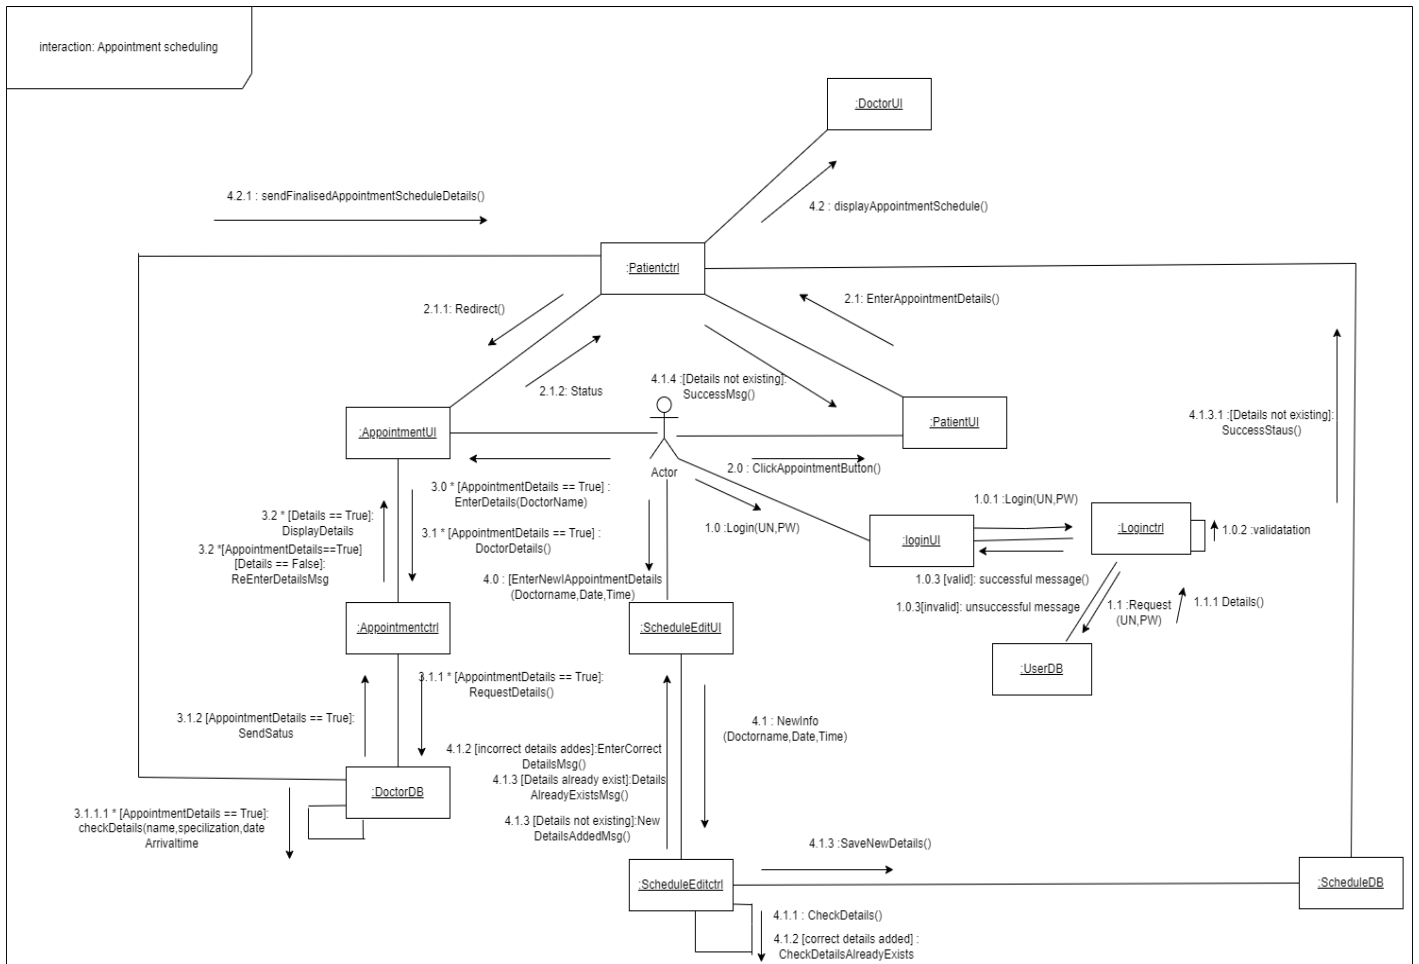 interaction: Appointment scheduling
:DoctorUI
4.2.1 : sendFinalisedAppointmentScheduleDetails()
4.2 : displayAppointmentSchedule()
:Patientctrl
2.1.1: Redirect()
2.1: EnterAppointmentDetails()
2.1.2: Status
4.1.4 :[Details not existing]:
SuccessMsg()
4.1.3.1 :[Details not existing]:
SuccessStaus()
:AppointmentUI
:PatientUI
Actor
2.0 : ClickAppointmentButton()
3.0 * [AppointmentDetails == True] :
EnterDetails(DoctorName)
1.0 :Login(UN,PW)
1.0.1 :Login(UN,PW)
:loginUI
:Loginctrl
1.0.2 :validatation
3.2 * [Details == True]:
DisplayDetails
3.2 *[AppointmentDetails==True]
[Details == False]:
ReEnterDetailsMsg
3.1 * [AppointmentDetails == True] :
DoctorDetails()
4.0 : [EnterNewlAppointmentDetails
(Doctorname,Date,Time)
1.0.3 [valid]: successful message()
1.0.3[invalid]: unsuccessful message
1.1 :Request
(UN,PW)
1.1.1 Details()
:Appointmentctrl
:ScheduleEditUI
:UserDB
3.1.1 * [AppointmentDetails == True]:
RequestDetails()
3.1.2 [AppointmentDetails == True]:
SendSatus
4.1 : NewInfo
(Doctorname,Date,Time)
4.1.2 [incorrect details addes]:EnterCorrect
DetailsMsg()
4.1.3 [Details already exist]:Details
AlreadyExistsMsg()
4.1.3 [Details not existing]:New
DetailsAddedMsg()
:DoctorDB
3.1.1.1 * [AppointmentDetails == True]:
checkDetails(name,specilization,date
Arrivaltime
4.1.3 :SaveNewDetails()
:ScheduleEditctrl
:ScheduleDB
4.1.1 : CheckDetails()
4.1.2 [correct details added] :
CheckDetailsAlreadyExists